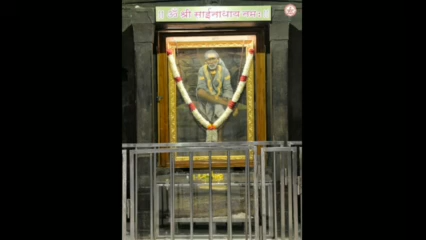 ॥ ॐ श्री साईनाथाय नमः ॥